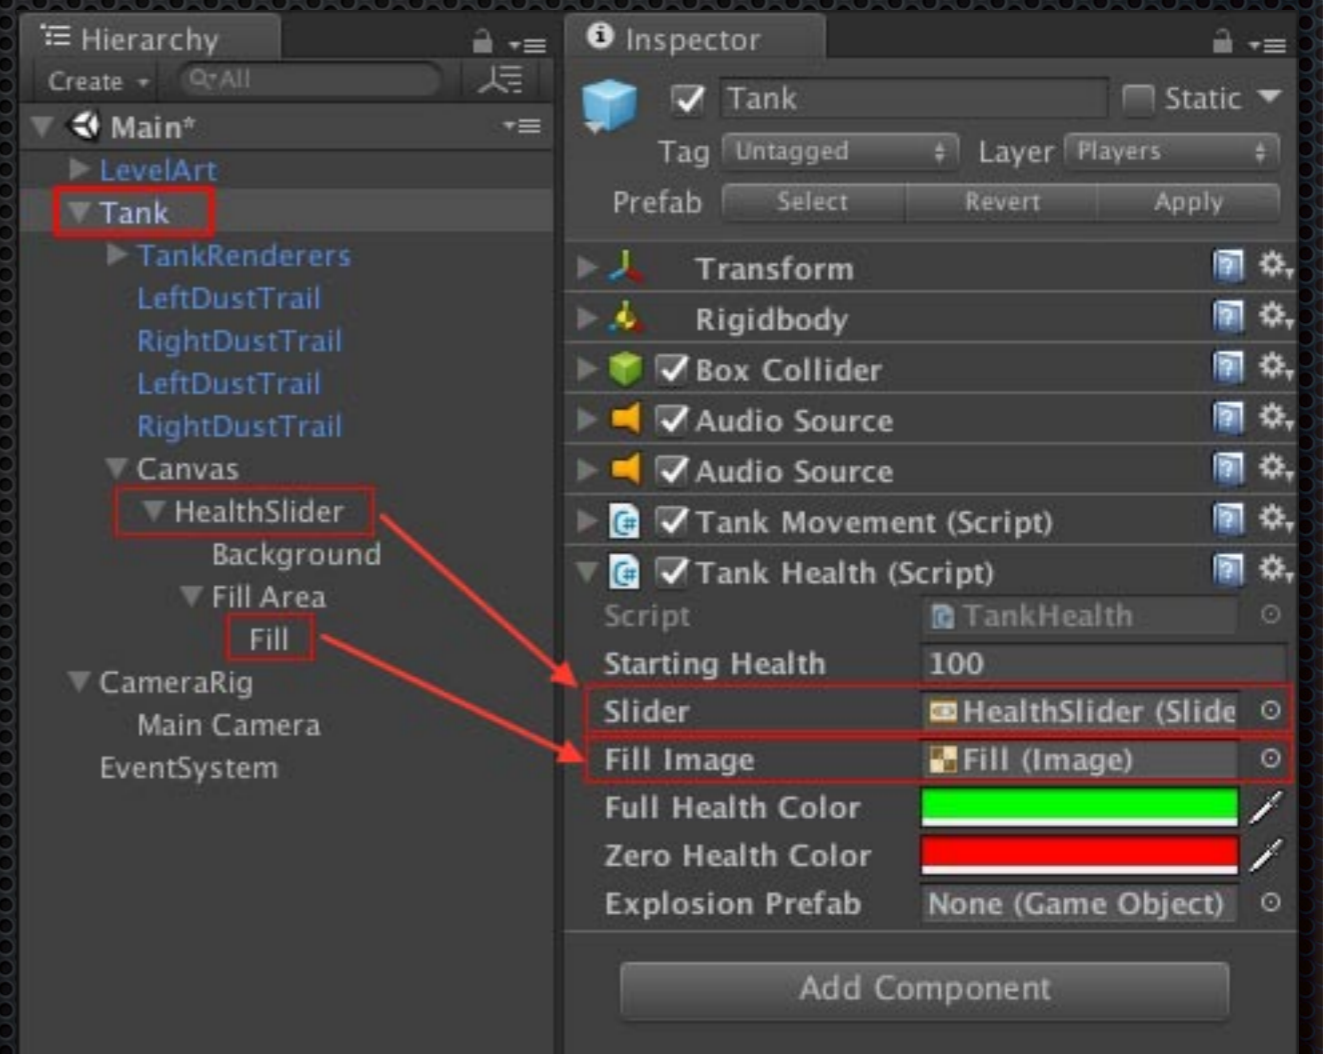 Hierarchy
Create
All
Main*
LevelArt
Tank
TankRenderers
LeftDustTrail
RightDustTrail
LeftDustTrail
RightDustTrail
Canvas
HealthSlider
Background
Fill Area
Fill
CameraRig
Main Camera
EventSystem
Inspector
Tank Static
Tag Untagged Layer Players
Prefab Select Revert Apply
Transform
Rigidbody
Box Collider
Audio Source
Audio Source
C# Tank Movement (Script)
C# Tank Health (Script)
Script TankHealth
Starting Health 100
Slider HealthSlider (Slide
Fill Image Fill (Image)
Full Health Color
Zero Health Color
Explosion Prefab None (Game Object)
Add Component